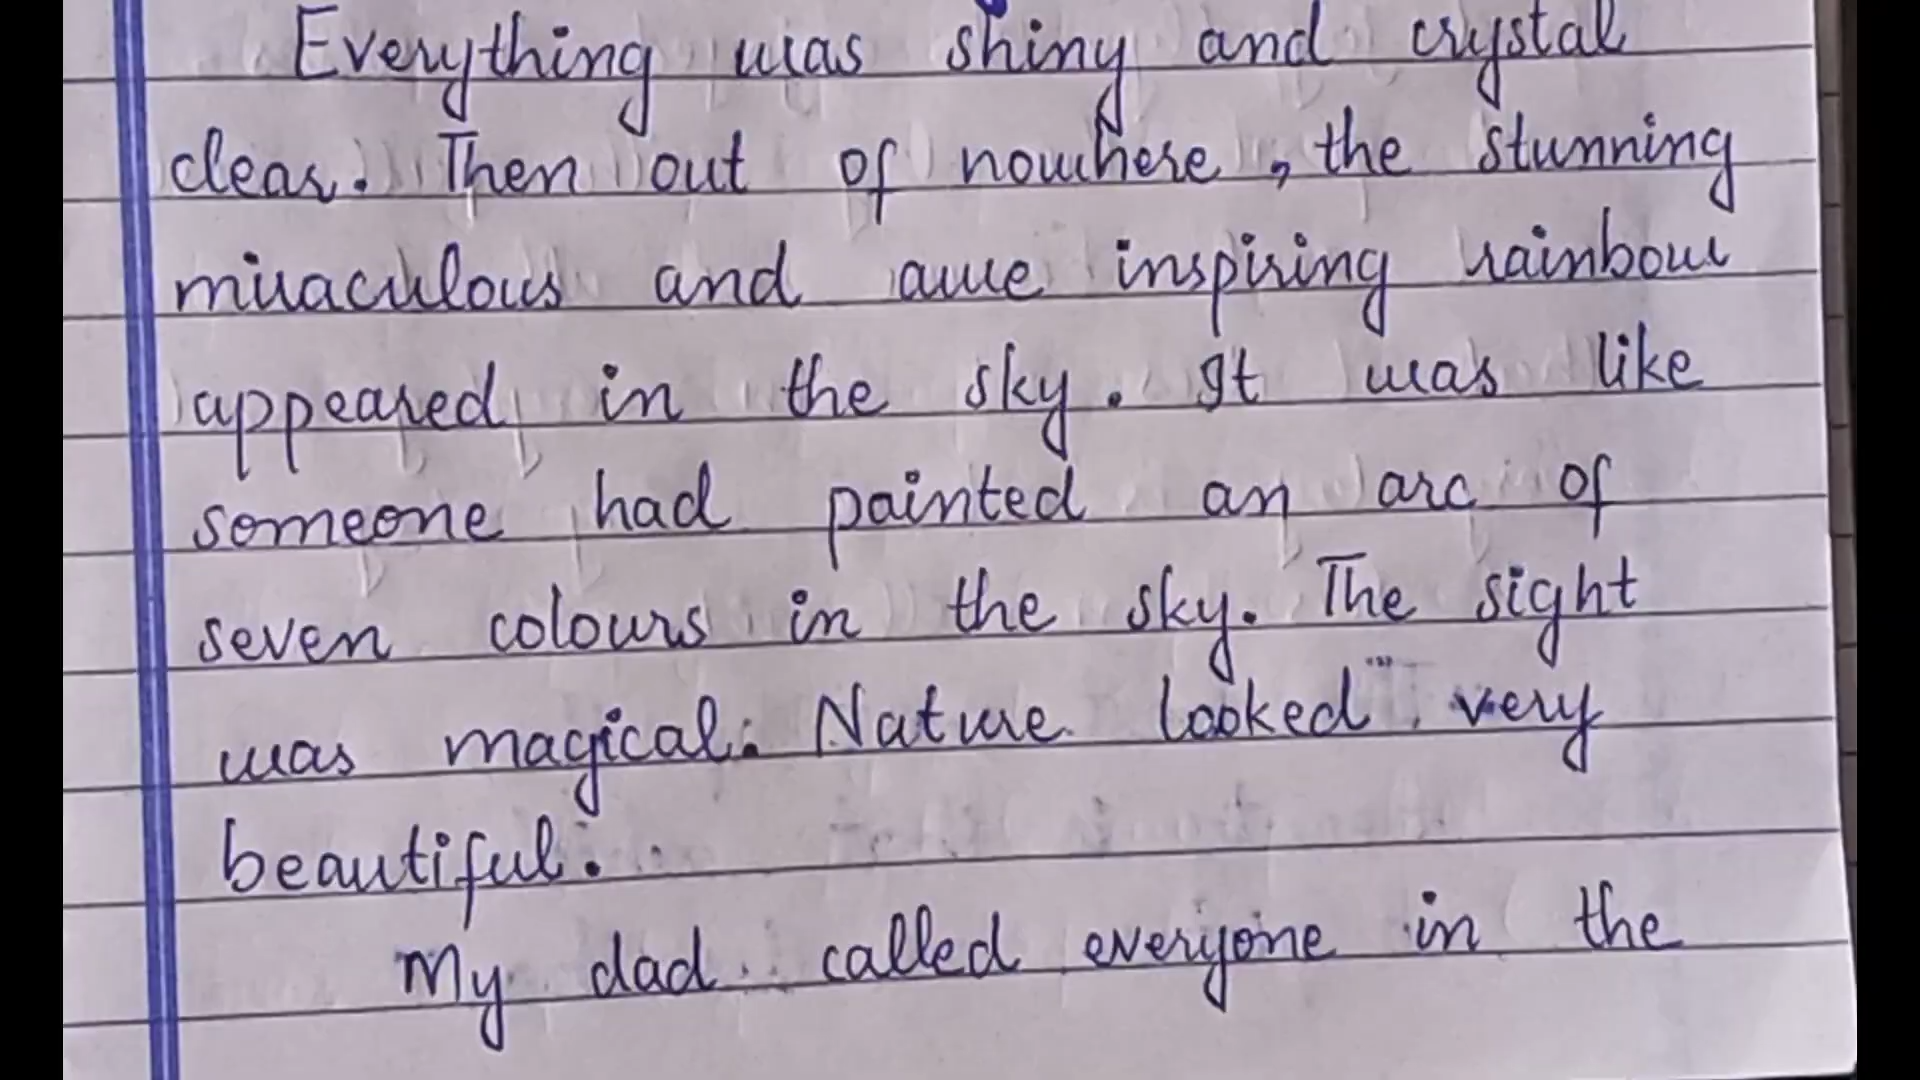 Everything was shiny and crystal
clear. Then out of nowhere, the stunning
miraculous and awe inspiring rainbow
appeared in the sky. It was like
someone had painted an arc of
seven colours in the sky. The sight
was magical. Nature looked very
beautiful.
My dad called everyone in the